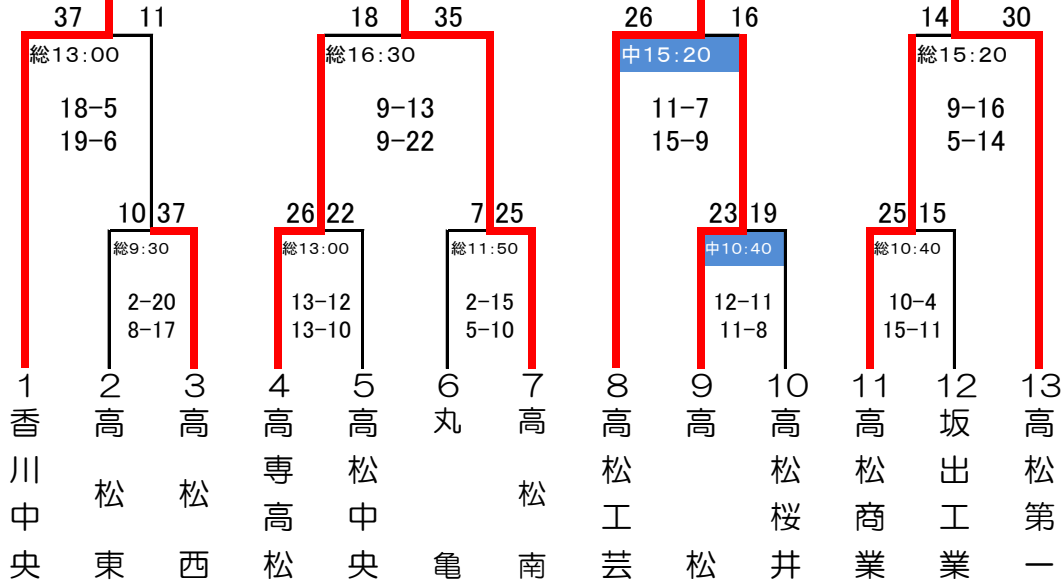 37 11 18 35 26 16 14 30
総13:00 総16:30 中15:20 総15:20
18-5 9-13 11-7 9-16
19-6 9-22 15-9 5-14
10 37 26 22 7 25 23 19 25 15
総9:30 総13:00 総11:50 中10:40 総10:40
2-20 13-12 2-15 12-11 10-4
8-17 13-10 5-10 11-8 15-11
1 2 3 4 5 6 7 8 9 10 11 12 13
香川中央
高松東
高松西
高専高松
高松中央
丸亀
高松南
高松工芸
高松
高松桜井
高松商業
坂出工業
高松第一